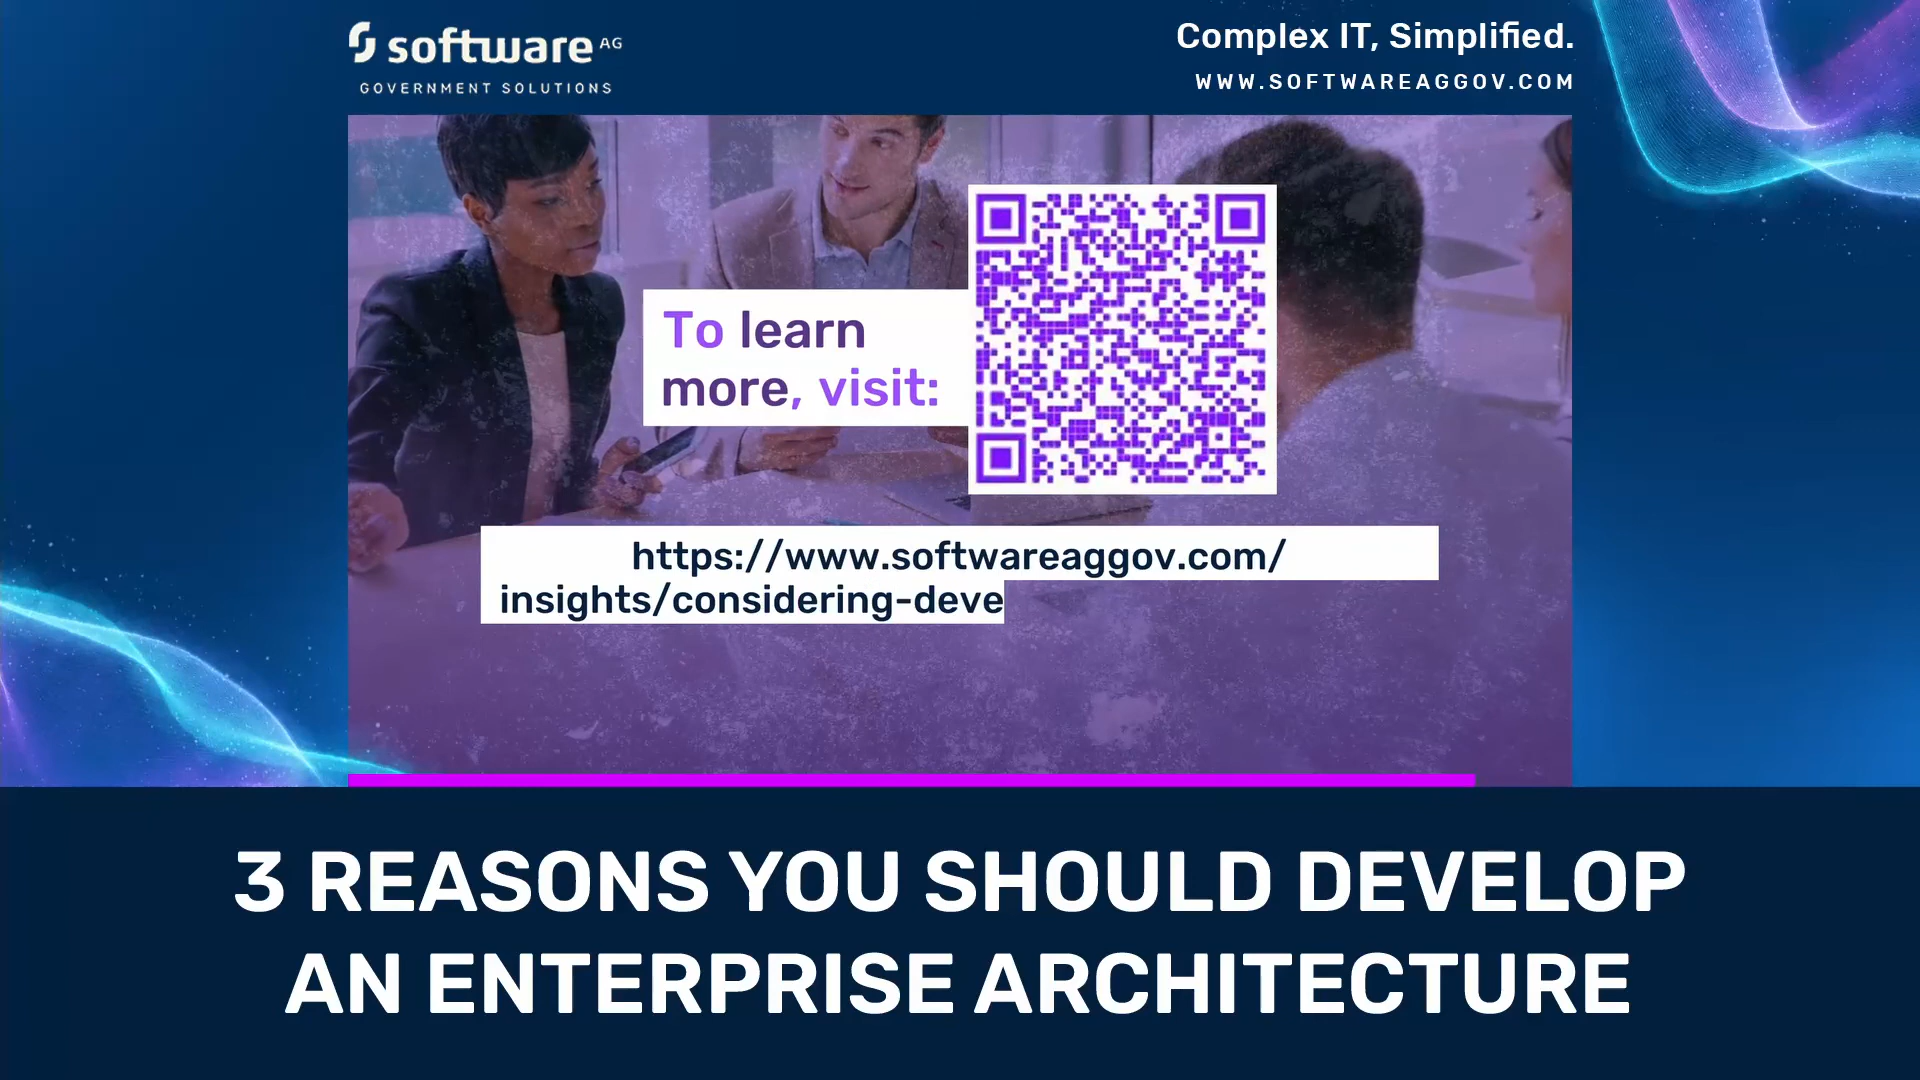 software AG
GOVERNMENT SOLUTIONS
Complex IT, Simplified.
WWW.SOFTWAREAGGOV.COM
To learn
more, visit:
https://www.softwareaggov.com/
insights/considering-deve
3 REASONS YOU SHOULD DEVELOP
AN ENTERPRISE ARCHITECTURE